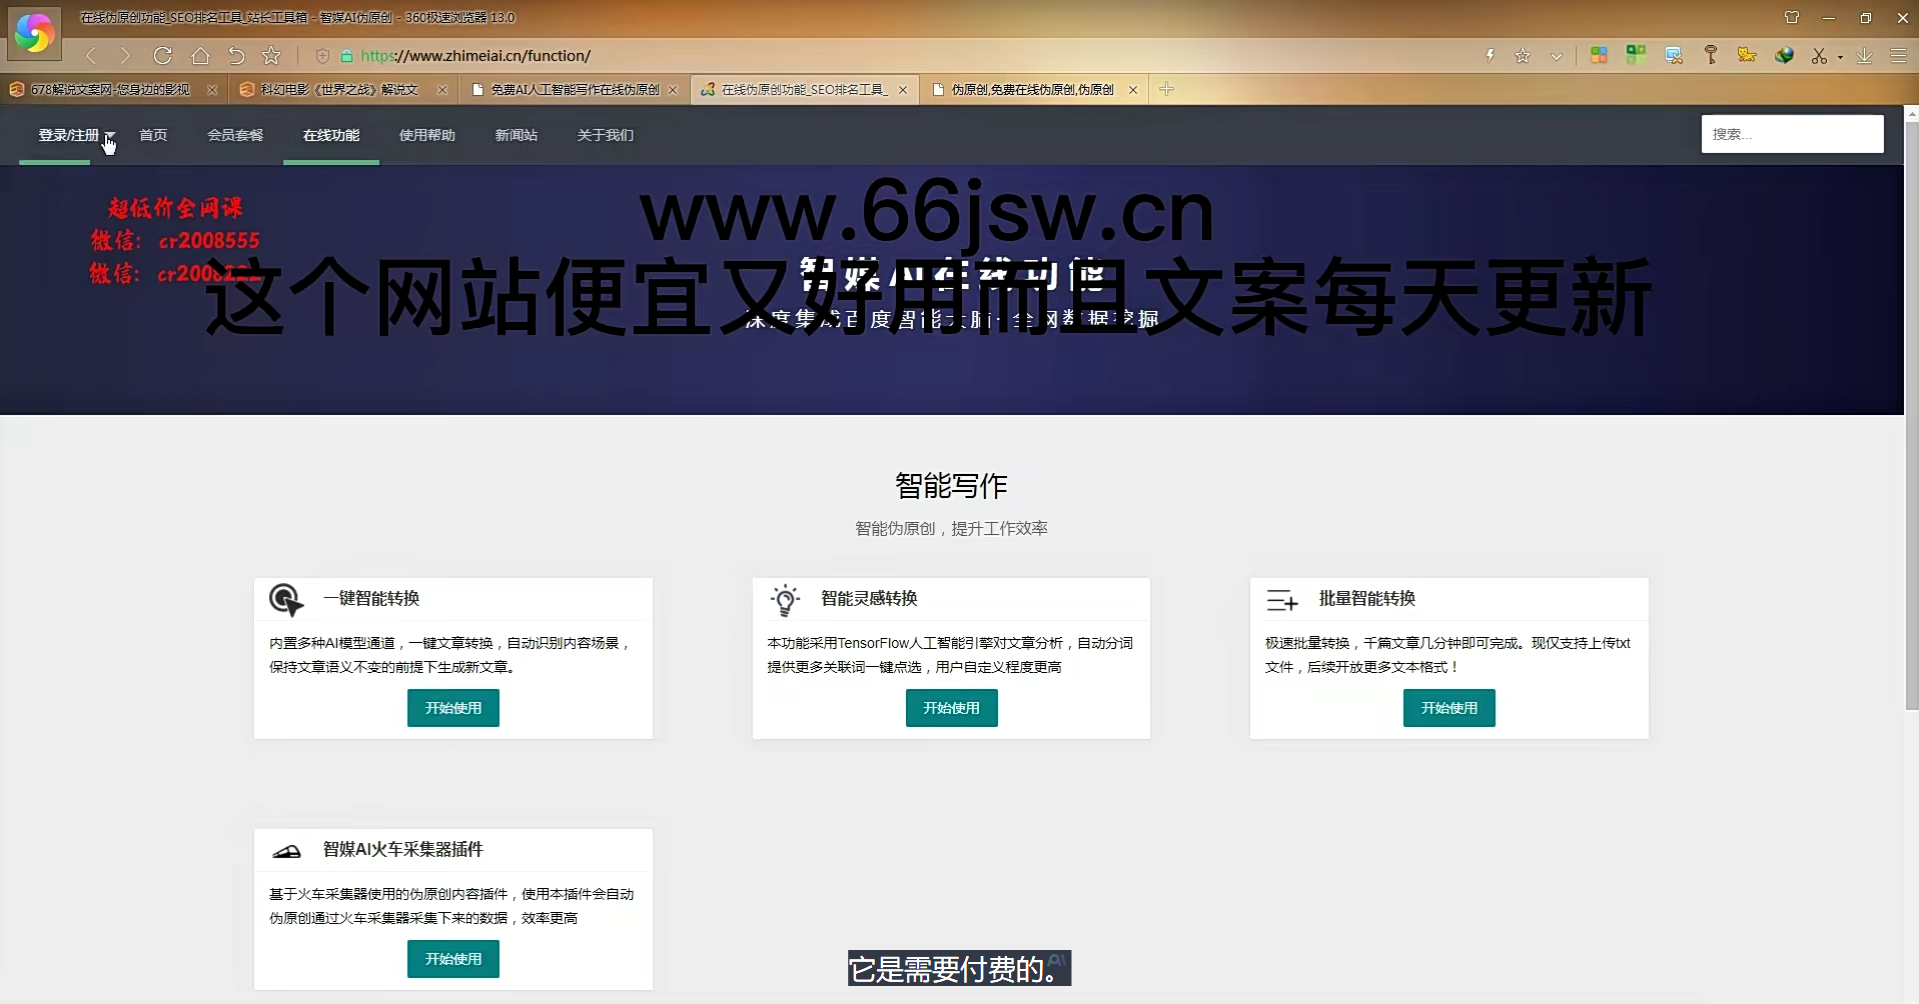 在线伪原创功能_SEO排名工具_站长工具箱 - 智媒AI伪原创 - 360极速浏览器 13.0
https://www.zhimeiai.cn/function/
678解说文案网-您身边的影视
科幻电影《世界之战》解说文
免费AI人工智能写作在线伪原创
在线伪原创功能_SEO排名工具_
伪原创,免费在线伪原创,伪原创
登录/注册
首页
会员套餐
在线功能
使用帮助
新闻站
关于我们
搜索...
超低价全网课
微信: cr2008555
微信: cr2008
www.66jsw.cn
这个网站便宜又好用而且文案每天更新
智媒AI在线功能
深度集成百度智能大脑-全网数据挖掘
智能写作
智能伪原创，提升工作效率
一键智能转换
内置多种AI模型通道，一键文章转换，自动识别内容场景，
保持文章语义不变的前提下生成新文章。
开始使用
智能灵感转换
本功能采用TensorFlow人工智能引擎对文章分析，自动分词
提供更多关联词一键点选，用户自定义程度更高
开始使用
批量智能转换
极速批量转换，千篇文章几分钟即可完成。现仅支持上传txt
文件，后续开放更多文本格式！
开始使用
智媒AI火车采集器插件
基于火车采集器使用的伪原创内容插件，使用本插件会自动
伪原创通过火车采集器采集下来的数据，效率更高
开始使用
它是需要付费的。
AI